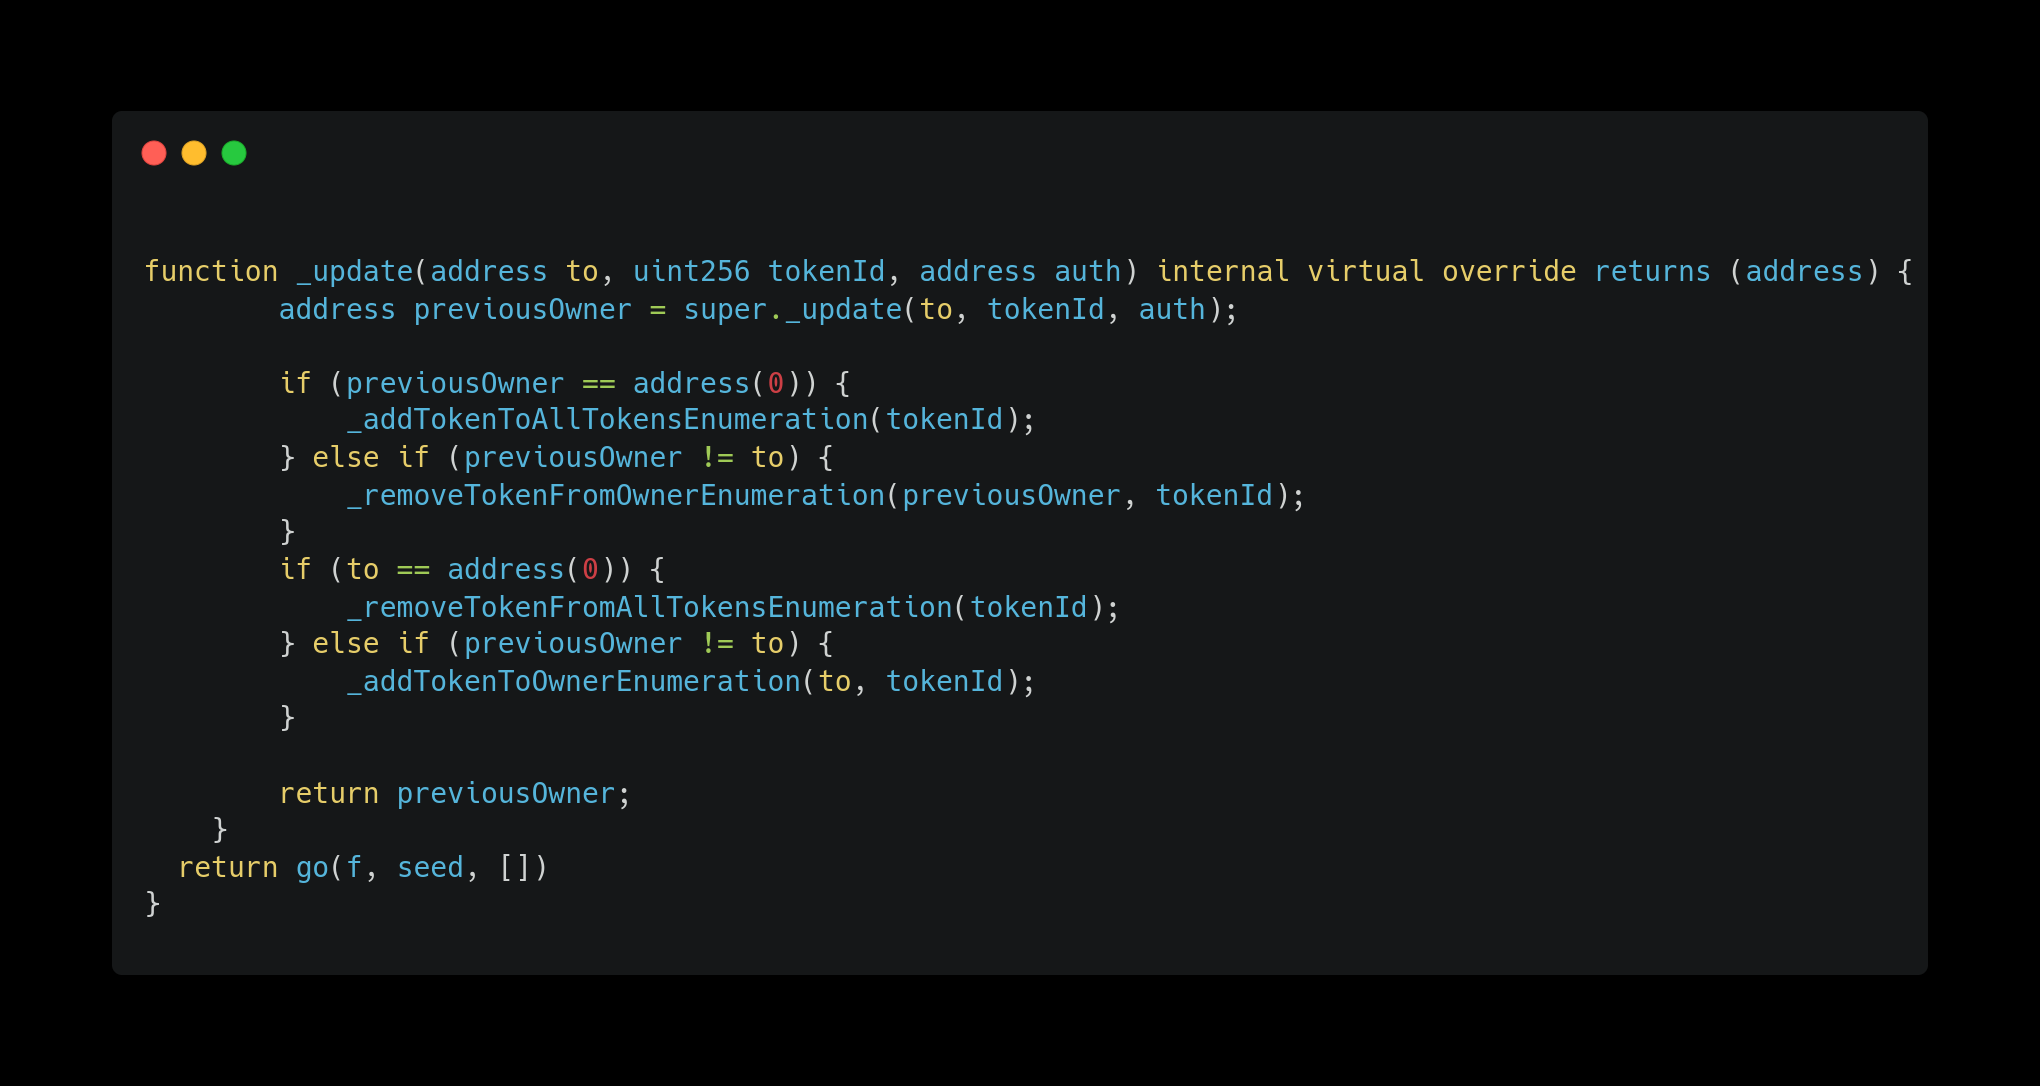 function _update(address to, uint256 tokenId, address auth) internal virtual override returns (address) {
        address previousOwner = super._update(to, tokenId, auth);

        if (previousOwner == address(0)) {
            _addTokenToAllTokensEnumeration(tokenId);
        } else if (previousOwner != to) {
            _removeTokenFromOwnerEnumeration(previousOwner, tokenId);
        }
        if (to == address(0)) {
            _removeTokenFromAllTokensEnumeration(tokenId);
        } else if (previousOwner != to) {
            _addTokenToOwnerEnumeration(to, tokenId);
        }

        return previousOwner;
    }
  return go(f, seed, [])
}